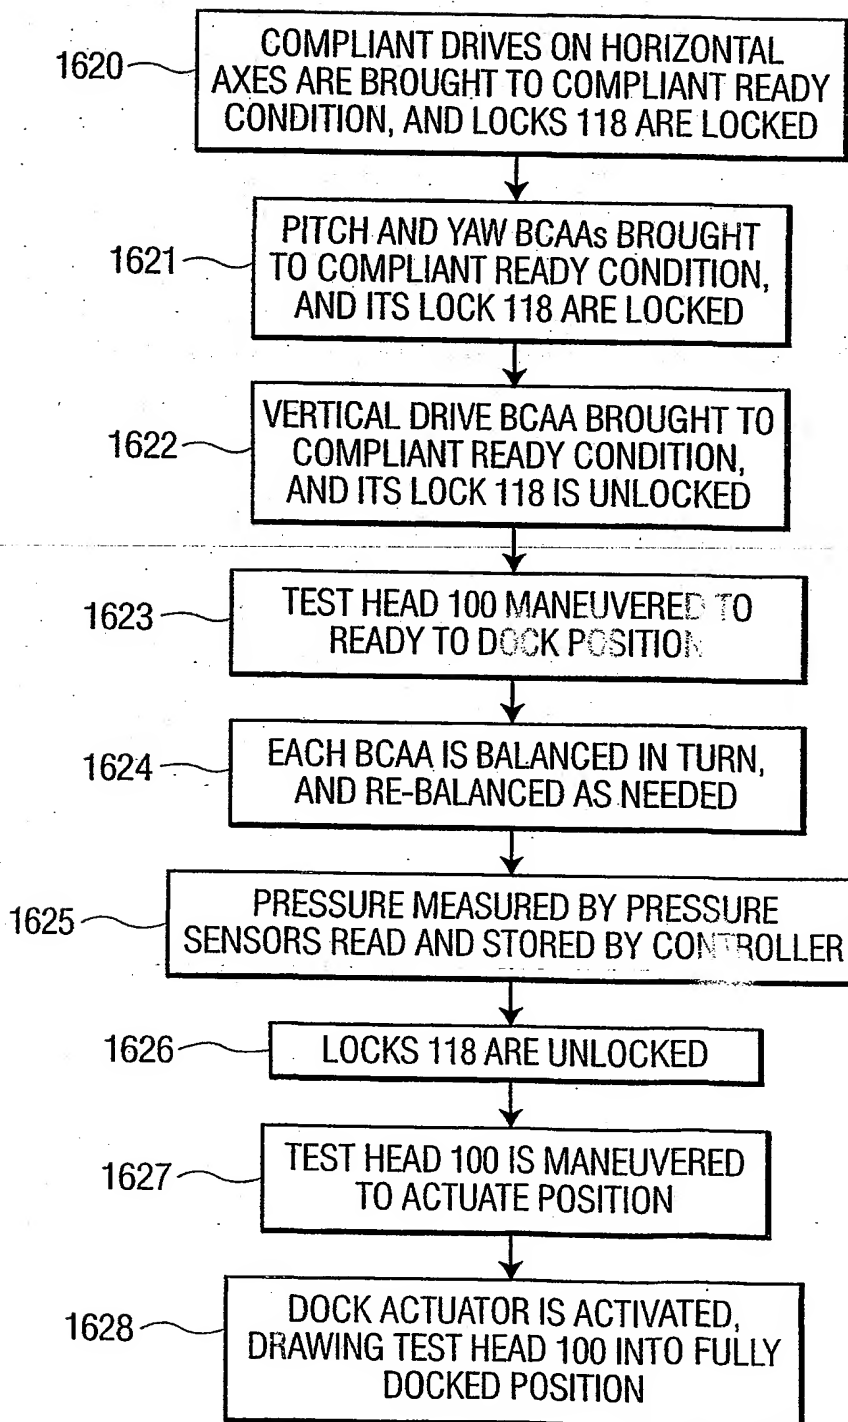 1620
COMPLIANT DRIVES ON HORIZONTAL
AXES ARE BROUGHT TO COMPLIANT READY
CONDITION, AND LOCKS 118 ARE LOCKED
1621
PITCH AND YAW BCAAs BROUGHT
TO COMPLIANT READY CONDITION,
AND ITS LOCK 118 ARE LOCKED
1622
VERTICAL DRIVE BCAA BROUGHT TO
COMPLIANT READY CONDITION,
AND ITS LOCK 118 IS UNLOCKED
1623
TEST HEAD 100 MANEUVERED TO
READY TO DOCK POSITION
1624
EACH BCAA IS BALANCED IN TURN,
AND RE-BALANCED AS NEEDED
1625
PRESSURE MEASURED BY PRESSURE
SENSORS READ AND STORED BY CONTROLLER
1626
LOCKS 118 ARE UNLOCKED
1627
TEST HEAD 100 IS MANEUVERED
TO ACTUATE POSITION
1628
DOCK ACTUATOR IS ACTIVATED,
DRAWING TEST HEAD 100 INTO FULLY
DOCKED POSITION